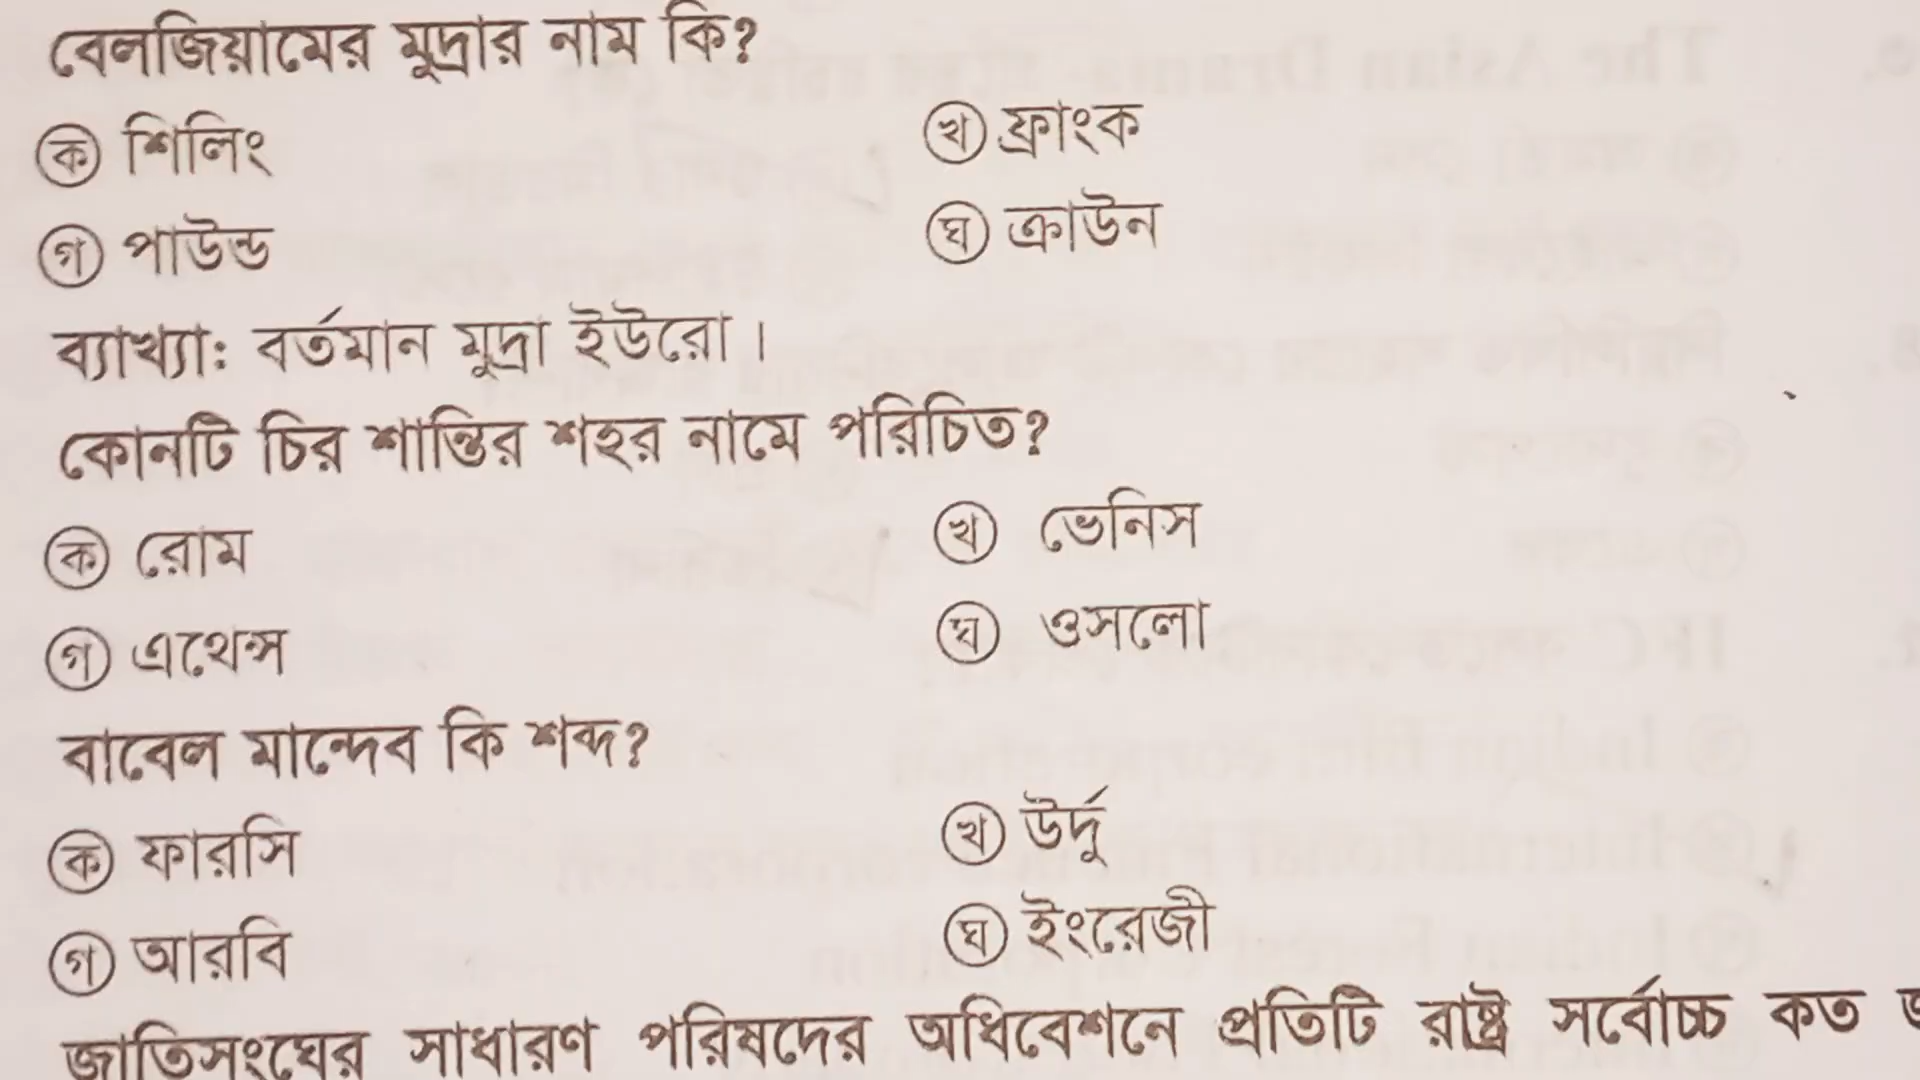 বেলজিয়ামের মুদ্রার নাম কি?
ক শিলিং খ ফ্রাংক
গ পাউন্ড ঘ ক্রাউন
ব্যাখ্যা: বর্তমান মুদ্রা ইউরো।
কোনটি চির শান্তির শহর নামে পরিচিত?
ক রোম খ ভেনিস
গ এথেন্স ঘ ওসলো
বাবেল মান্দেব কি শব্দ?
ক ফারসি খ উর্দু
গ আরবি ঘ ইংরেজী
জাতিসংঘের সাধারণ পরিষদের অধিবেশনে প্রতিটি রাষ্ট্র সর্বোচ্চ কত